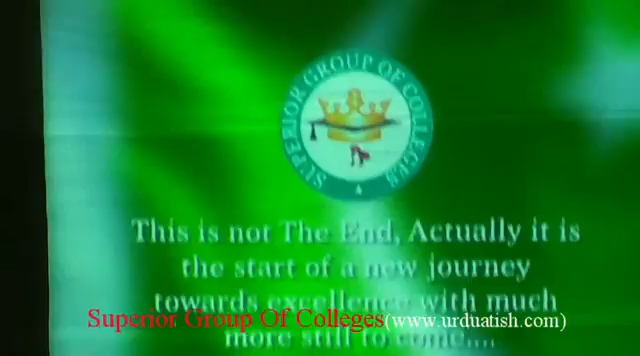 SUPERIOR GROUP OF COLLEGES
This is not The End, Actually it is
the start of a new journey
towards excellence with much
Superior Group Of Colleges(www.urduatish.com)
more still to come....